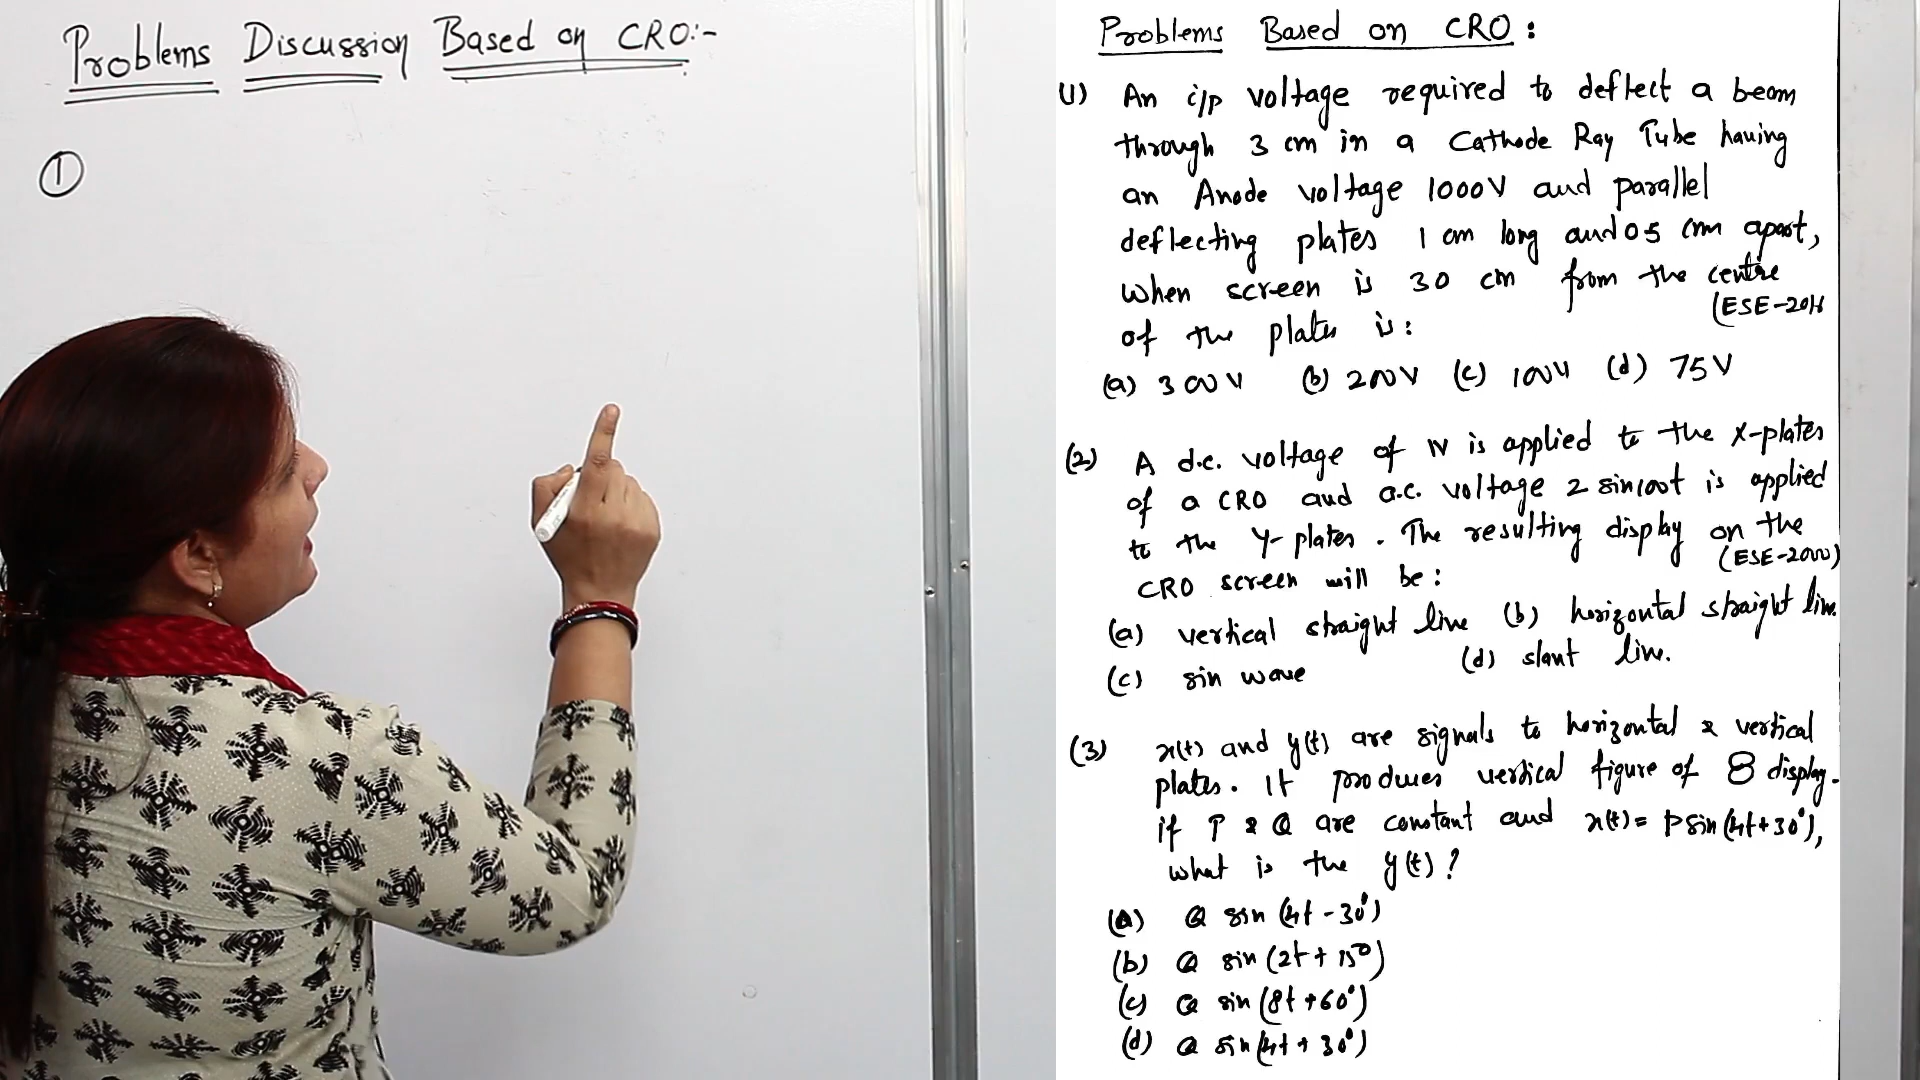 Problems Discussion Based on CRO:-
①
Problems Based on CRO :
(1) An i/p voltage required to deflect a beam
through 3 cm in a Cathode Ray Tube having
an Anode voltage 1000V and parallel
deflecting plates 1 cm long and 05 cm apart,
when screen is 30 cm from the centre
of the plates is :
(a) 300V (b) 200V (c) 100V (d) 75V
(2) A d.c. voltage of 1V is applied to the X-plates
of a CRO and a.c. voltage 2 sin100t is applied
to the Y-plates. The resulting display on the
(ESE-2000)
CRO screen will be :
(a) vertical straight line (b) horizontal straight line.
(c) sin wave (d) slant line.
(3) x(t) and y(t) are signals to horizontal & vertical
plates. It produces vertical figure of 8 display.
if P & Q are constant and x(t) = P sin(4t+30°),
what is the y(t) ?
(a) Q sin (4t - 30°)
(b) Q sin (2t + 15°)
(c) Q sin (8t + 60°)
(d) Q sin (4t + 30°)